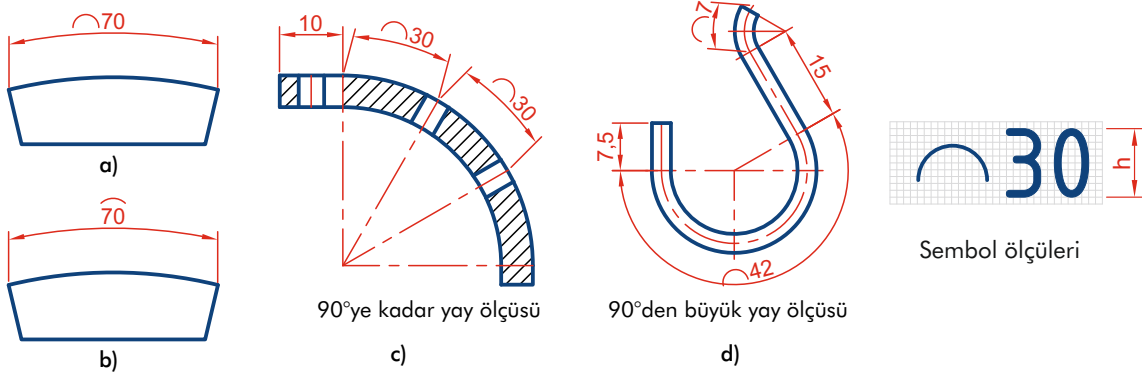 ⌒70
a)
⌒
70
b)
10
⌒30
⌒30
90°ye kadar yay ölçüsü
c)
⌒7
15
7,5
⌒42
90°den büyük yay ölçüsü
d)
⌒ 30
h
Sembol ölçüleri